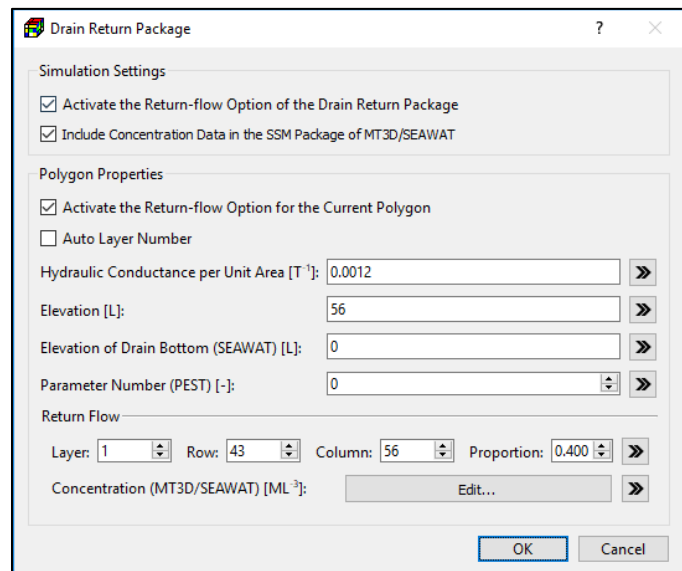 Drain Return Package ?
Simulation Settings
Activate the Return-flow Option of the Drain Return Package
Include Concentration Data in the SSM Package of MT3D/SEAWAT
Polygon Properties
Activate the Return-flow Option for the Current Polygon
Auto Layer Number
Hydraulic Conductance per Unit Area [T⁻¹]: 0.0012
Elevation [L]: 56
Elevation of Drain Bottom (SEAWAT) [L]: 0
Parameter Number (PEST) [-]: 0
Return Flow
Layer: 1 Row: 43 Column: 56 Proportion: 0.400
Concentration (MT3D/SEAWAT) [ML⁻³]: Edit...
OK Cancel